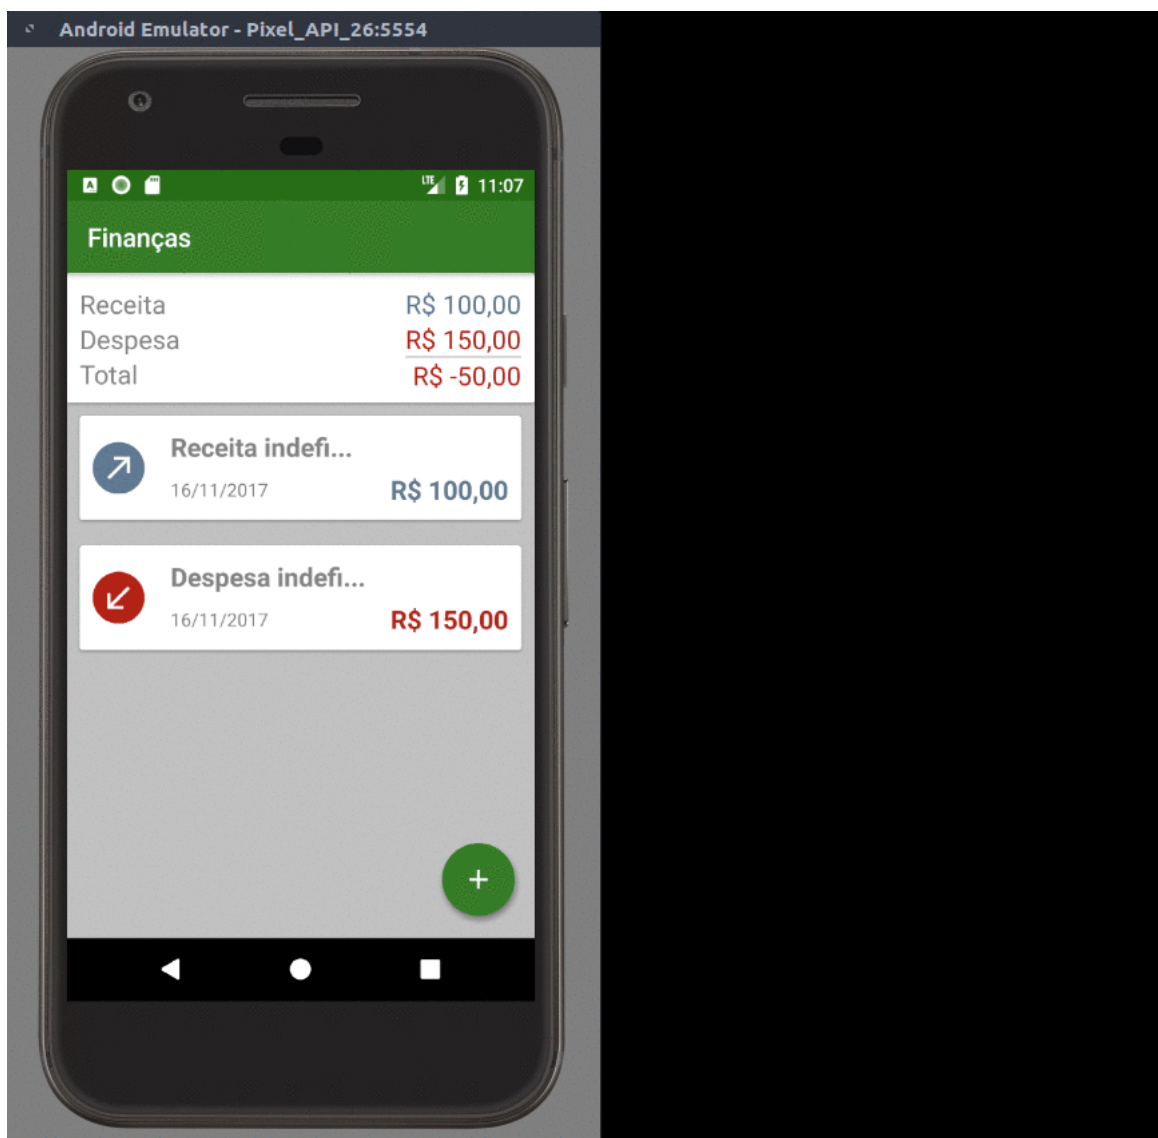 Android Emulator - Pixel_API_26:5554
LTE 11:07
Finanças
Receita R$ 100,00
Despesa R$ 150,00
Total R$ -50,00
Receita indefi...
16/11/2017 R$ 100,00
Despesa indefi...
16/11/2017 R$ 150,00
+